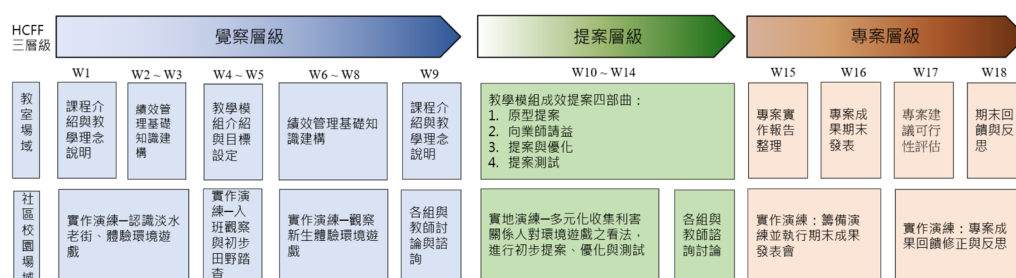 HCFF
三層級
覺察層級
提案層級
專案層級
W1
W2 ~ W3
W4 ~ W5
W6 ~ W8
W9
W10 ~ W14
W15
W16
W17
W18
教
室
場
域
課程介
紹與教
學理念
說明
績效管
理基礎
知識建
構
教學模
組介紹
與目標
設定
績效管理基礎知
識建構
課程介
紹與教
學理念
說明
教學模組成效提案四部曲：
1. 原型提案
2. 向業師請益
3. 提案與優化
4. 提案測試
專案實
作報告
整理
專案成
果期末
發表
專案建
議可行
性評估
期末回
饋與反
思
社
區
校
園
場
域
實作演練─認識淡水
老街、體驗環境遊
戲
實作演
練─入
班觀察
與初步
田野踏
查
實作演練─觀察
新生體驗環境遊
戲
各組與
教師討
論與諮
詢
實地演練─多元化收集利害
關係人對環境遊戲之看法，
進行初步提案、優化與測試
各組與
教師諮
詢討論
實作演練：籌備演
練並執行期末成果
發表會
實作演練：專案成
果回饋修正與反思